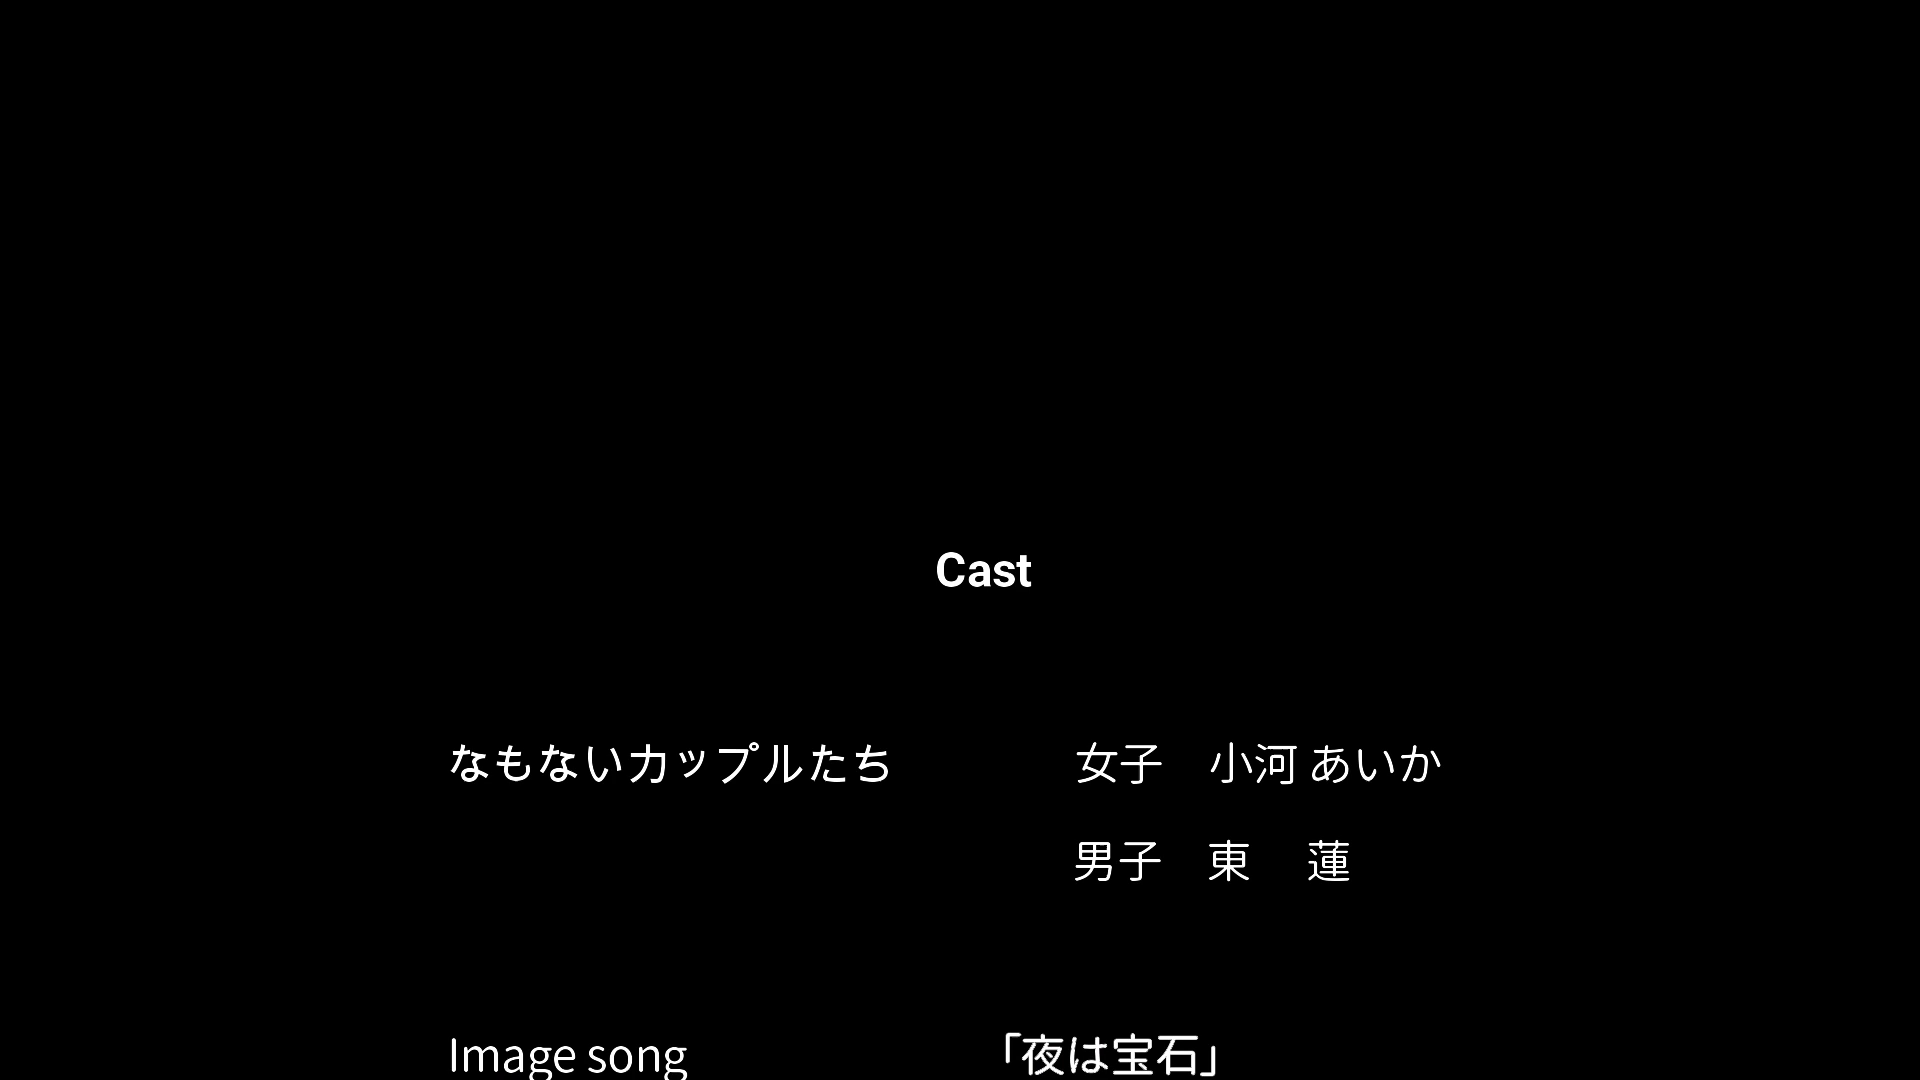 Cast
なもないカップルたち　女子　小河 あいか
男子　東　蓮
Image song　「夜は宝石」